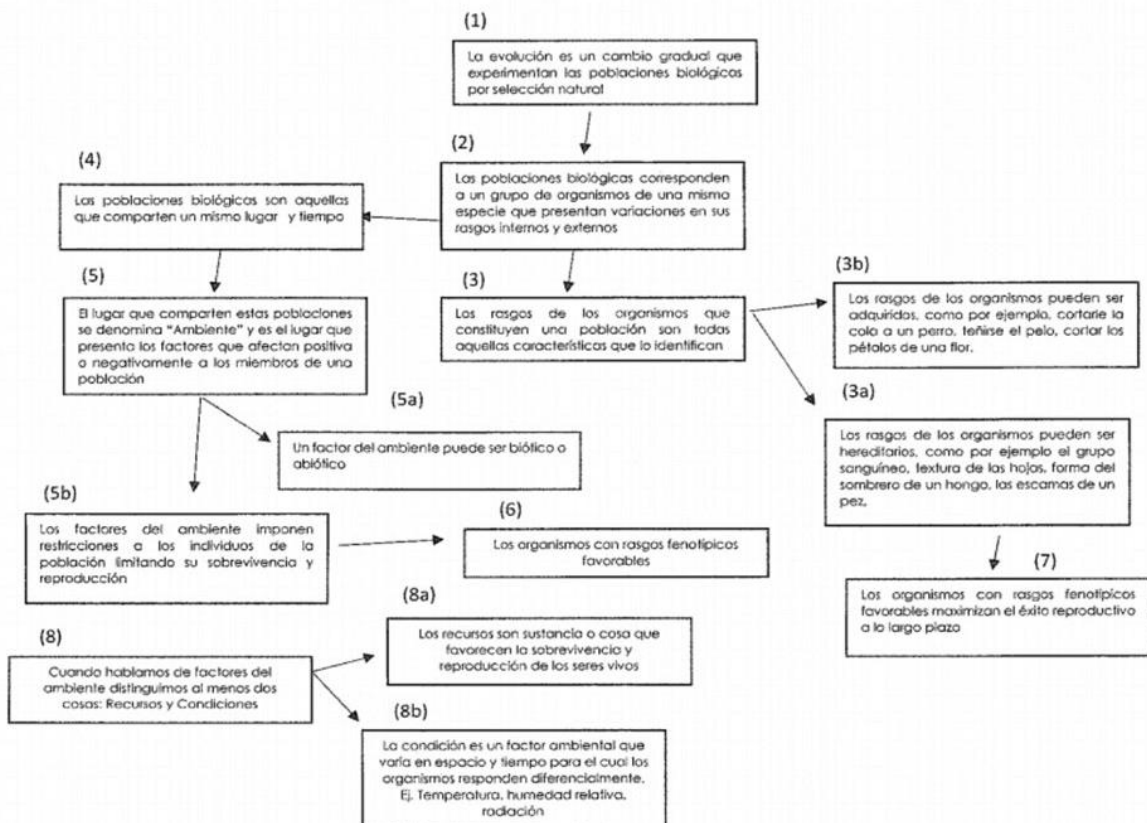 (1)
La evolución es un cambio gradual que
experimentan las poblaciones biológicas
por selección natural
(2)
Las poblaciones biológicas corresponden
a un grupo de organismos de una misma
especie que presentan variaciones en sus
rasgos internos y externos
(4)
Las poblaciones biológicas son aquellas
que comparten un mismo lugar y tiempo
(5)
El lugar que comparten estas poblaciones
se denomina "Ambiente" y es el lugar que
presenta los factores que afectan positiva
o negativamente a los miembros de una
población
(3)
Los rasgos de los organismos que
constituyen una población son todas
aquellas características que lo identifican
(3b)
Los rasgos de los organismos pueden ser
adquiridos, como por ejemplo, cortarle la
cola a un perro, teñirse el pelo, cortar los
pétalos de una flor.
(3a)
Los rasgos de los organismos pueden ser
hereditarios, como por ejemplo el grupo
sanguíneo, textura de las hojas, forma del
sombrero de un hongo, las escamas de un
pez.
(5a)
Un factor del ambiente puede ser biótico o
abiótico
(5b)
Los factores del ambiente imponen
restricciones a los individuos de la
población limitando su sobrevivencia y
reproducción
(6)
Los organismos con rasgos fenotípicos
favorables
(7)
Los organismos con rasgos fenotípicos
favorables maximizan el éxito reproductivo
a lo largo plazo
(8)
Cuando hablamos de factores del
ambiente distinguimos al menos dos
cosas: Recursos y Condiciones
(8a)
Los recursos son sustancia o cosa que
favorecen la sobrevivencia y
reproducción de los seres vivos
(8b)
La condición es un factor ambiental que
varía en espacio y tiempo para el cual los
organismos responden diferencialmente.
Ej. Temperatura, humedad relativa,
radiación